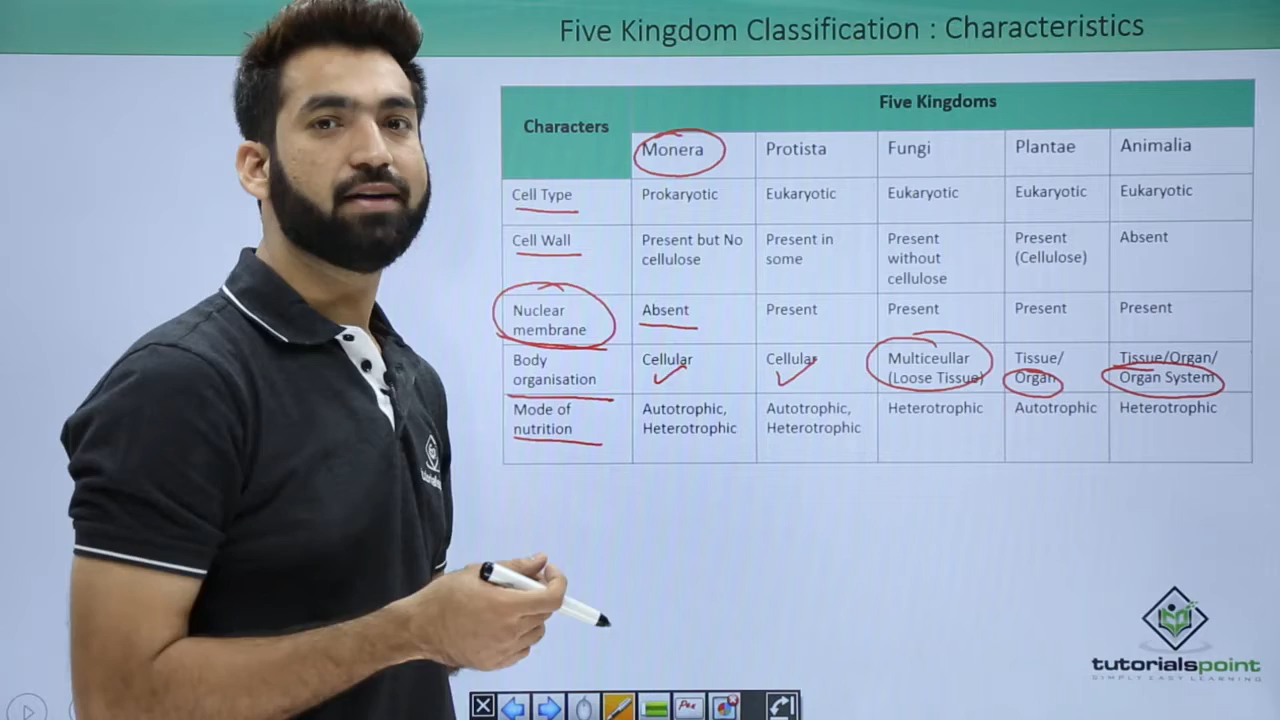 Five Kingdom Classification : Characteristics
Characters
Five Kingdoms
Monera
Protista
Fungi
Plantae
Animalia
Cell Type
Prokaryotic
Eukaryotic
Eukaryotic
Eukaryotic
Eukaryotic
Cell Wall
Present but No
cellulose
Present in
some
Present
without
cellulose
Present
(Cellulose)
Absent
Nuclear
membrane
Absent
Present
Present
Present
Present
Body
organisation
Cellular
Cellular
Multiceullar
(Loose Tissue)
Tissue/
Organ
Tissue/Organ/
Organ System
Mode of
nutrition
Autotrophic,
Heterotrophic
Autotrophic,
Heterotrophic
Heterotrophic
Autotrophic
Heterotrophic
tutorialspoint
SIMPLY EASY LEARNING
Pen